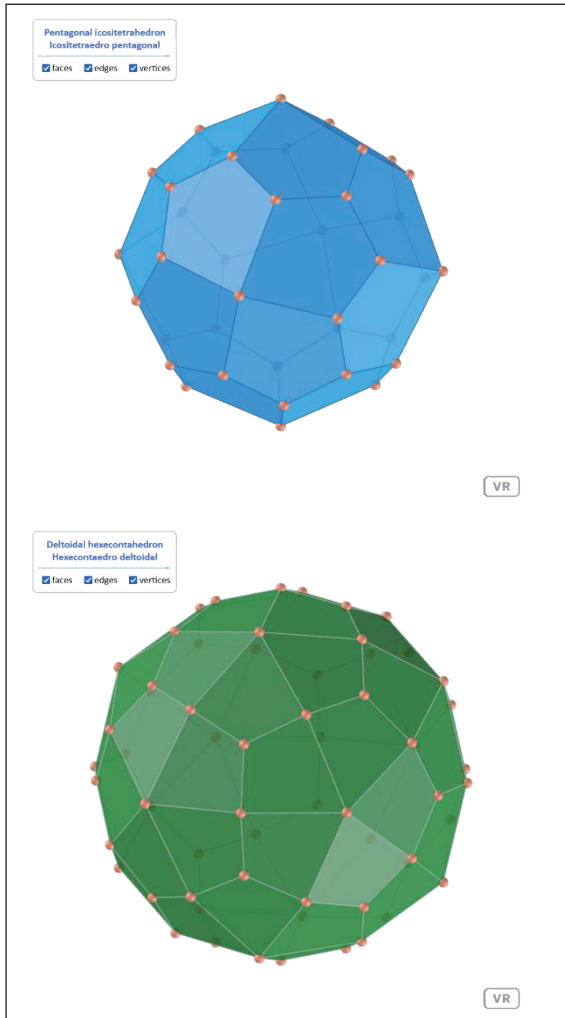 Pentagonal icositetrahedron
Icositetraedro pentagonal
faces edges vertices
VR
Deltoidal hexecontahedron
Hexecontaedro deltoidal
faces edges vertices
VR